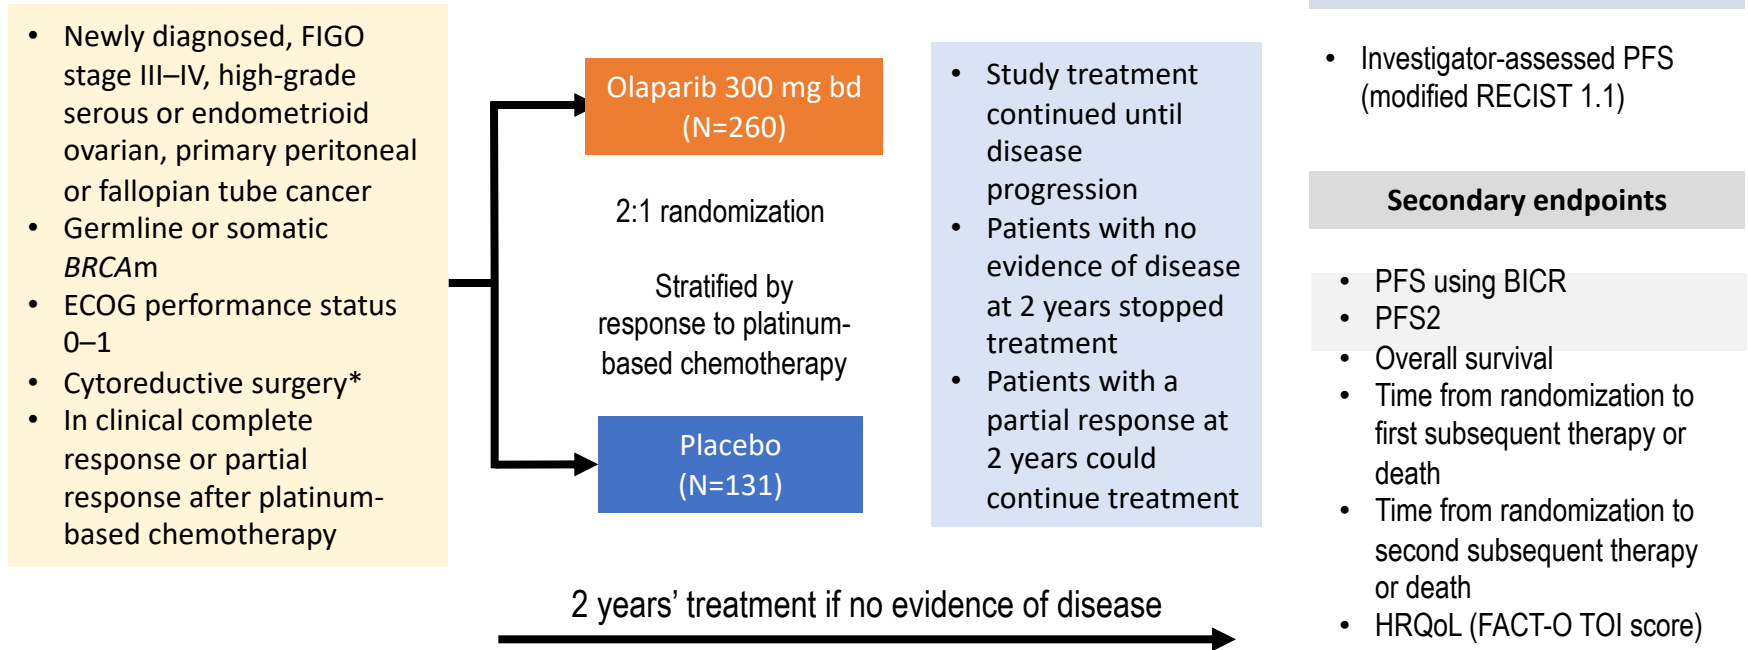 • Newly diagnosed, FIGO
stage III–IV, high-grade
serous or endometrioid
ovarian, primary peritoneal
or fallopian tube cancer
• Germline or somatic
BRCAm
• ECOG performance status
0–1
• Cytoreductive surgery*
• In clinical complete
response or partial
response after platinum-
based chemotherapy
Olaparib 300 mg bd
(N=260)
2:1 randomization
Stratified by
response to platinum-
based chemotherapy
Placebo
(N=131)
• Study treatment
continued until
disease
progression
• Patients with no
evidence of disease
at 2 years stopped
treatment
• Patients with a
partial response at
2 years could
continue treatment
2 years’ treatment if no evidence of disease
• Investigator-assessed PFS
(modified RECIST 1.1)
Secondary endpoints
• PFS using BICR
• PFS2
• Overall survival
• Time from randomization to
first subsequent therapy or
death
• Time from randomization to
second subsequent therapy
or death
• HRQoL (FACT-O TOI score)